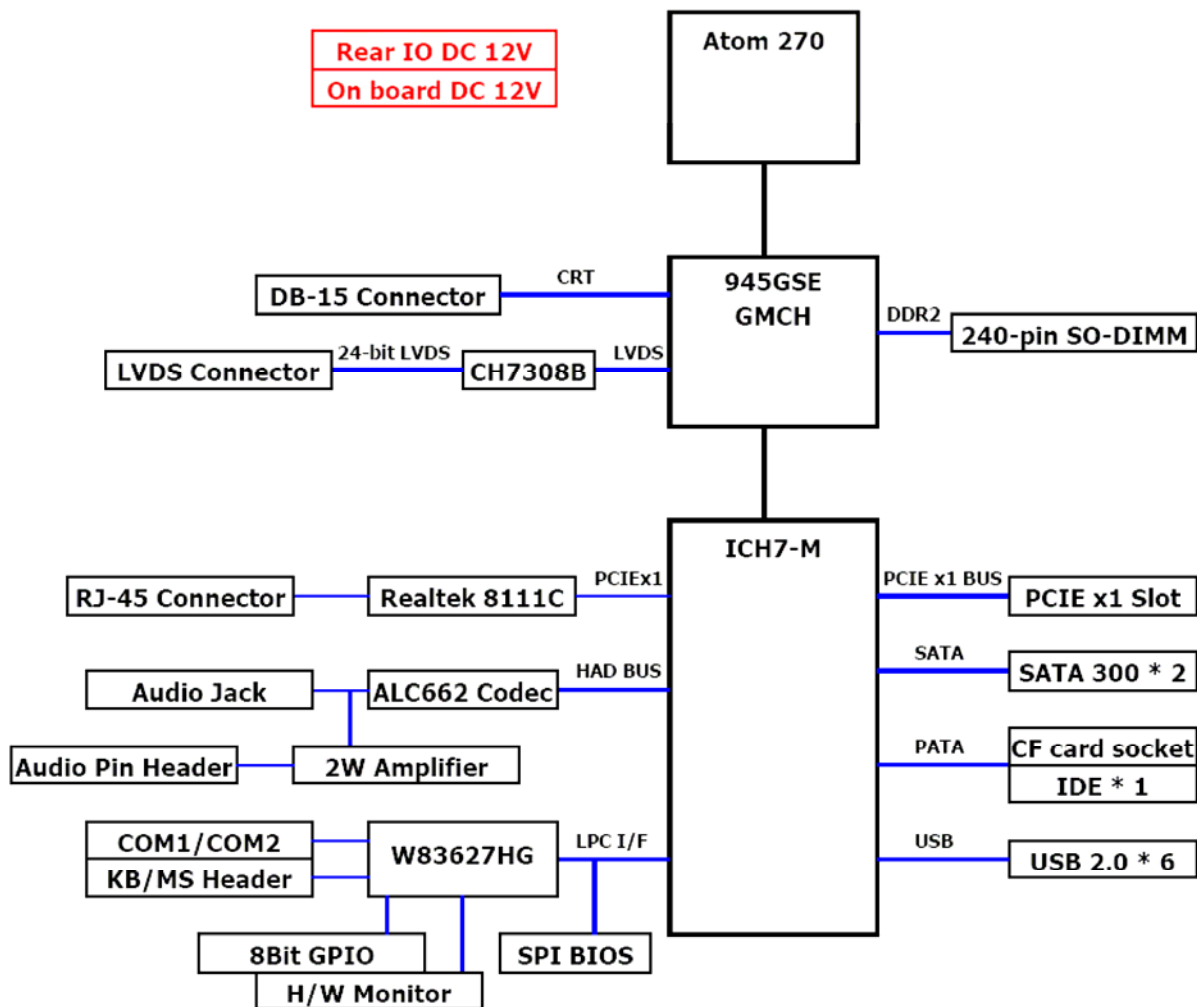 Rear IO DC 12V
On board DC 12V
Atom 270
945GSE
GMCH
CRT
DB-15 Connector
DDR2
240-pin SO-DIMM
24-bit LVDS
LVDS
LVDS Connector
CH7308B
ICH7-M
PCIEx1
RJ-45 Connector
Realtek 8111C
PCIE x1 BUS
PCIE x1 Slot
HAD BUS
Audio Jack
ALC662 Codec
SATA
SATA 300 * 2
Audio Pin Header
2W Amplifier
PATA
CF card socket
IDE * 1
COM1/COM2
KB/MS Header
W83627HG
LPC I/F
USB
USB 2.0 * 6
8Bit GPIO
H/W Monitor
SPI BIOS